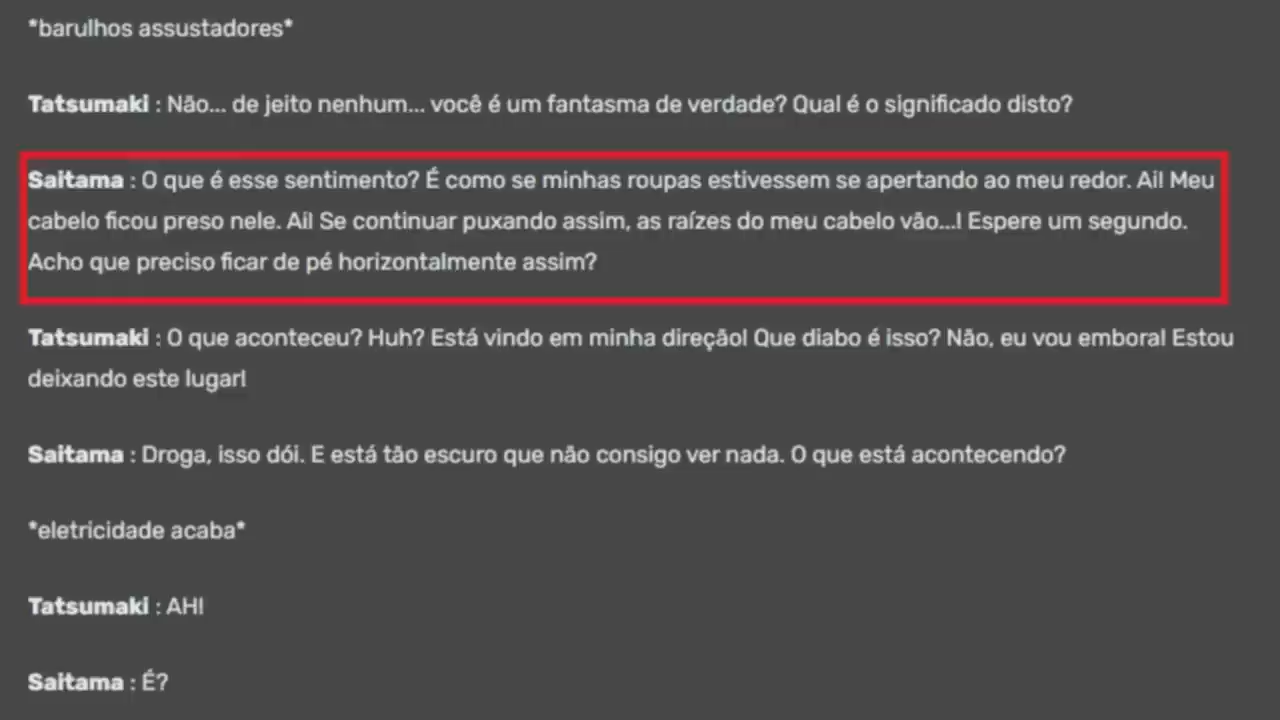 *barulhos assustadores*
Tatsumaki : Não... de jeito nenhum... você é um fantasma de verdade? Qual é o significado disto?
Saitama : O que é esse sentimento? É como se minhas roupas estivessem se apertando ao meu redor. Ai! Meu
cabelo ficou preso nele. Ai! Se continuar puxando assim, as raízes do meu cabelo vão...! Espere um segundo.
Acho que preciso ficar de pé horizontalmente assim?
Tatsumaki : O que aconteceu? Huh? Está vindo em minha direção! Que diabo é isso? Não, eu vou embora! Estou
deixando este lugar!
Saitama : Droga, isso dói. E está tão escuro que não consigo ver nada. O que está acontecendo?
*eletricidade acaba*
Tatsumaki : AH!
Saitama : É?